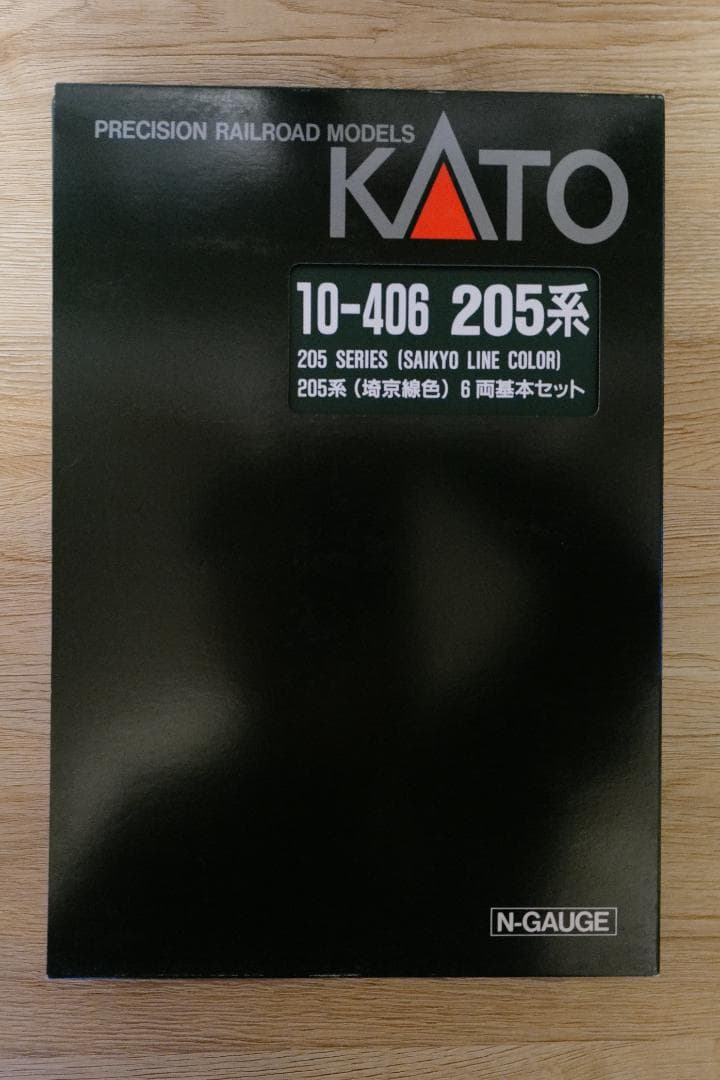 PRECISION RAILROAD MODELS
KATO
10-406 205系
205 SERIES (SAIKYO LINE COLOR)
205系（埼京線色）6両基本セット
N-GAUGE